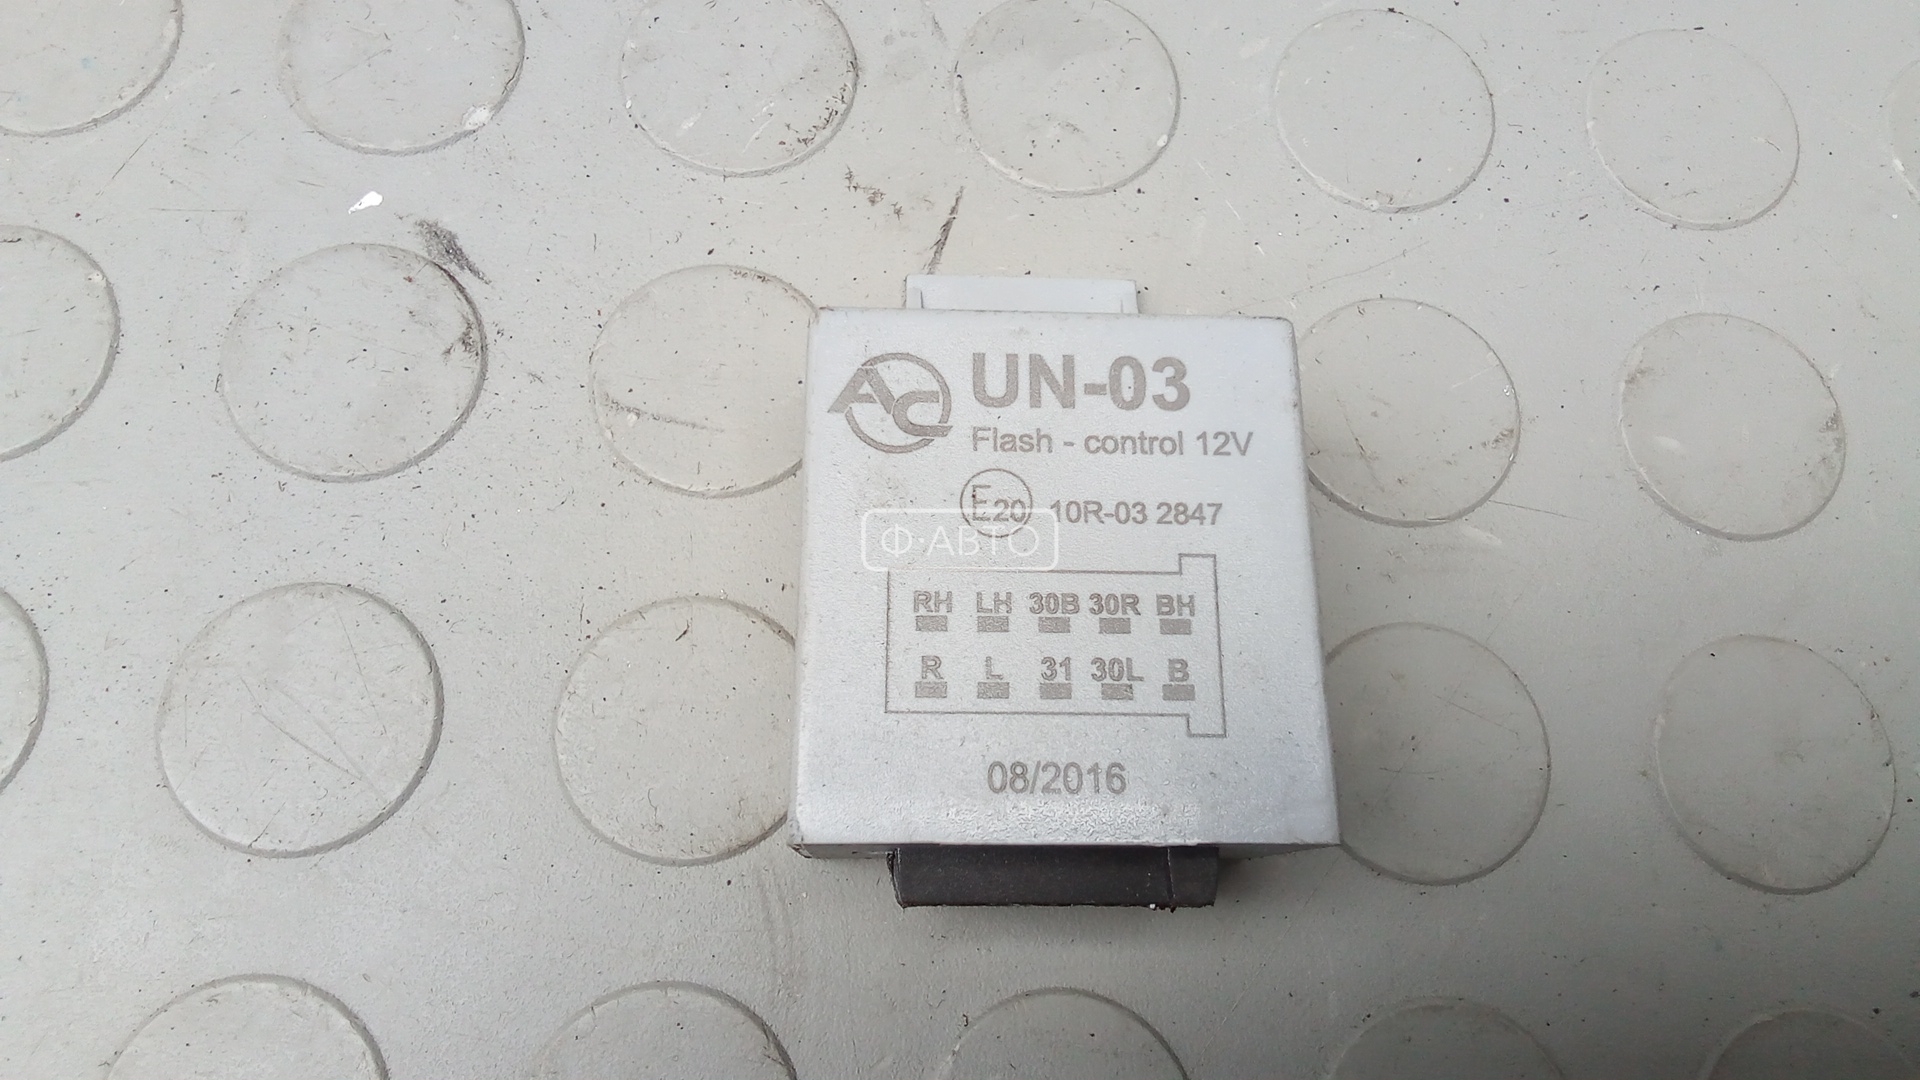 AC
UN-03
Flash - control 12V
E20 10R-03 2847
Ф·АВТО
RH LH 30B 30R BH
R L 31 30L B
08/2016